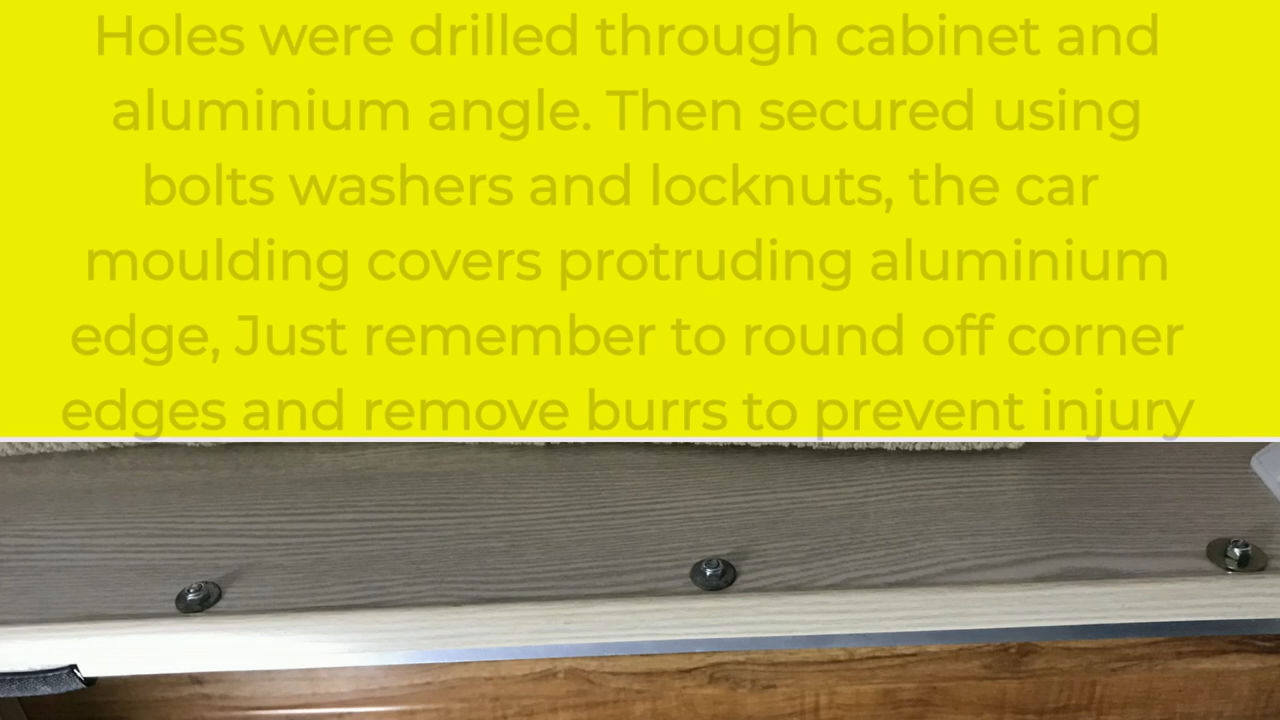 Holes were drilled through cabinet and
aluminium angle. Then secured using
bolts washers and locknuts, the car
moulding covers protruding aluminium
edge, Just remember to round off corner
edges and remove burrs to prevent injury